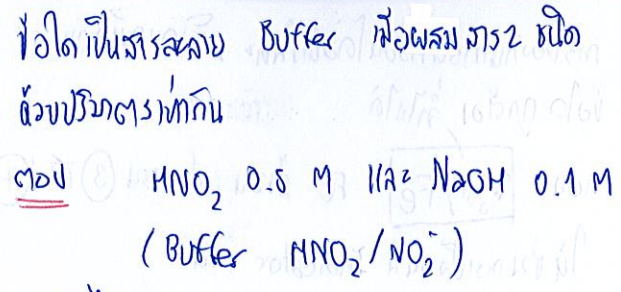 ข้อใดเป็นสารละลาย Buffer เมื่อผสมสาร 2 ชนิด
ด้วยปริมาตรเท่ากัน
ตอบ HNO₂ 0.5 M และ NaOH 0.1 M
(Buffer HNO₂/NO₂⁻)